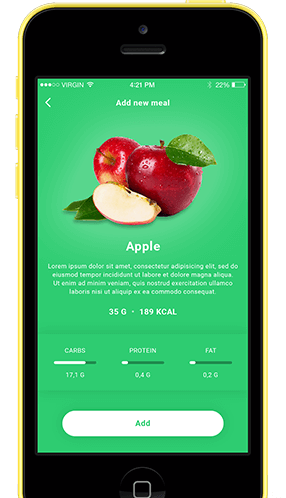 VIRGIN 4:21 PM 22%
Add new meal
Apple
Lorem ipsum dolor sit amet, consectetur adipisicing elit, sed do
eiusmod tempor incididunt ut labore et dolore magna aliqua.
Ut enim ad minim veniam, quis nostrud exercitation ullamco
laboris nisi ut aliquip ex ea commodo consequat.
35 G • 189 KCAL
CARBS PROTEIN FAT
17,1 G 0,4 G 0,2 G
Add